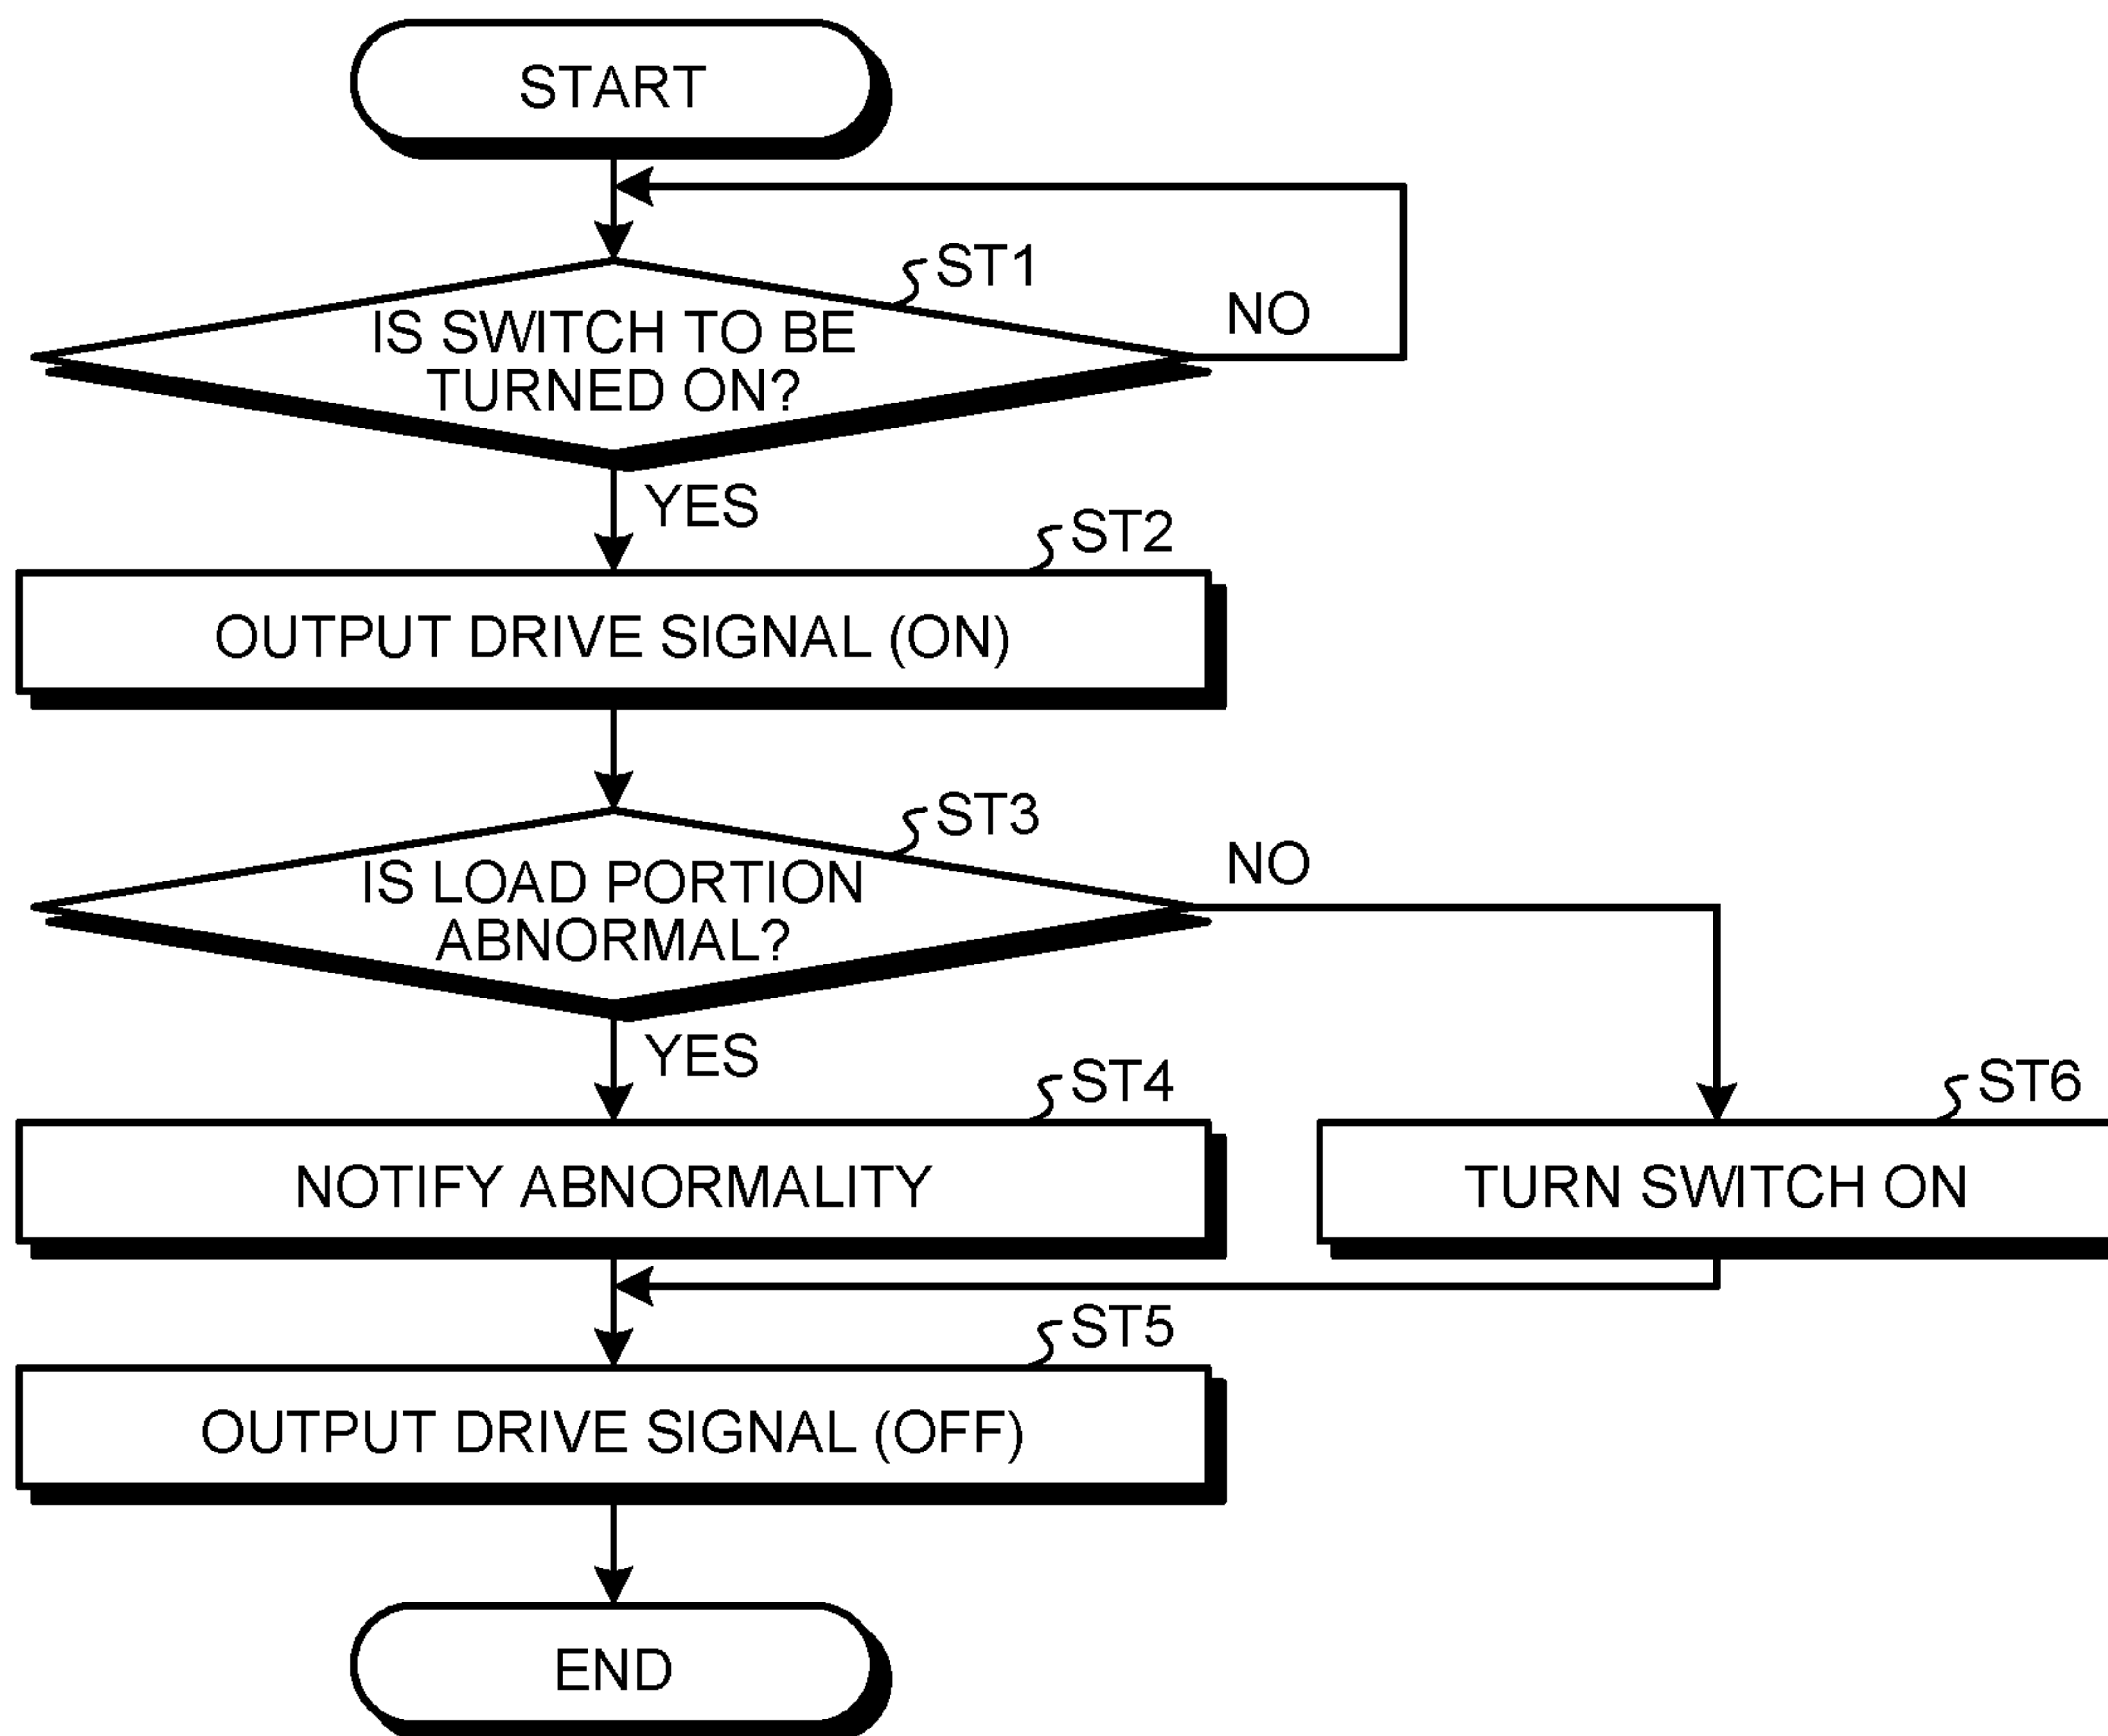 START
ST1
IS SWITCH TO BE
TURNED ON?
NO
YES
ST2
OUTPUT DRIVE SIGNAL (ON)
ST3
IS LOAD PORTION
ABNORMAL?
NO
YES
ST4
NOTIFY ABNORMALITY
ST6
TURN SWITCH ON
ST5
OUTPUT DRIVE SIGNAL (OFF)
END